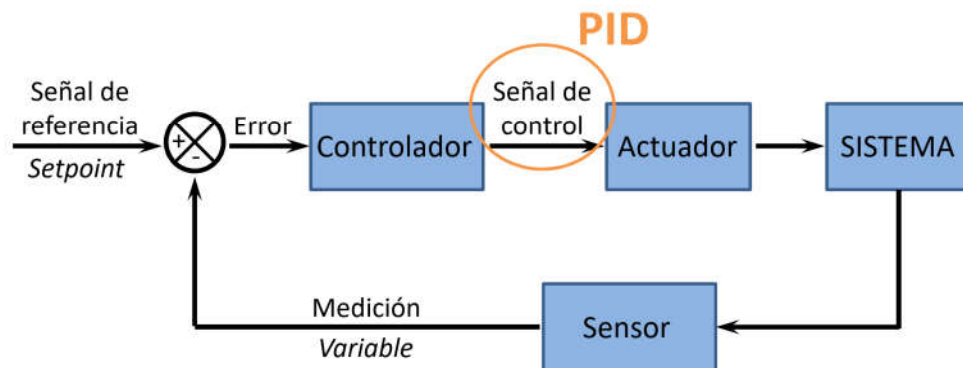 PID
Señal de
referencia
Setpoint
+
-
Error
Controlador
Señal de
control
Actuador
SISTEMA
Medición
Variable
Sensor